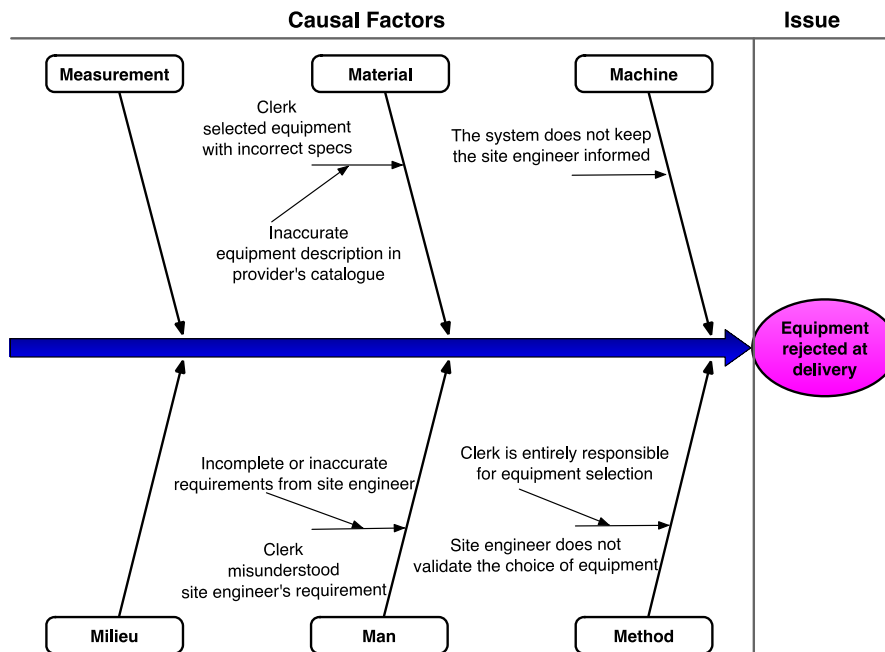 Causal Factors
Issue
Measurement
Material
Machine
Clerk
selected equipment
with incorrect specs
The system does not keep
the site engineer informed
Inaccurate
equipment description in
provider's catalogue
Equipment
rejected at
delivery
Incomplete or inaccurate
requirements from site engineer
Clerk is entirely responsible
for equipment selection
Clerk
misunderstood
site engineer's requirement
Site engineer does not
validate the choice of equipment
Milieu
Man
Method